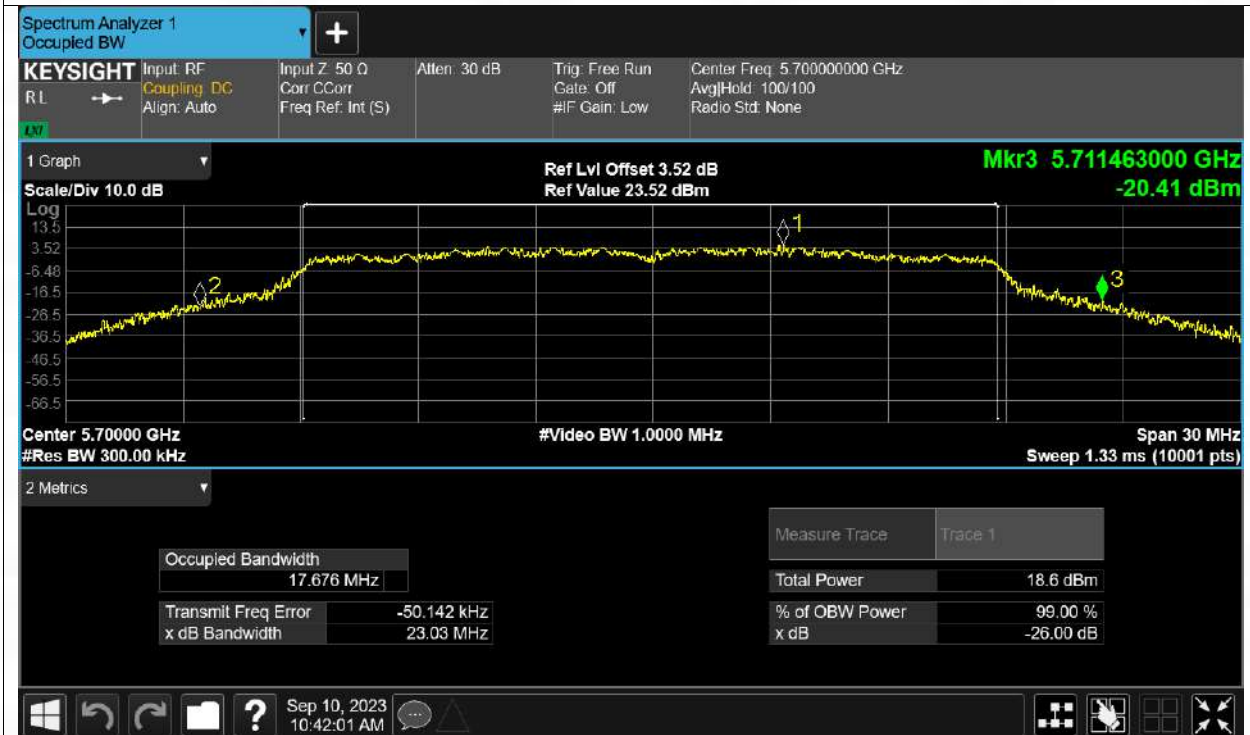 Spectrum Analyzer 1
Occupied BW
+
KEYSIGHT
R L
LXI
Input: RF
Coupling: DC
Align: Auto
Input Z: 50 Ω
Corr CCorr
Freq Ref: Int (S)
Atten: 30 dB
Trig: Free Run
Gate: Off
#IF Gain: Low
Center Freq: 5.700000000 GHz
Avg|Hold: 100/100
Radio Std: None
1 Graph
Scale/Div 10.0 dB
Ref Lvl Offset 3.52 dB
Ref Value 23.52 dBm
Mkr3 5.711463000 GHz
-20.41 dBm
Log
13.5
3.52
-6.48
-16.5
-26.5
-36.5
-46.5
-56.5
-66.5
1
2
3
Center 5.70000 GHz
#Res BW 300.00 kHz
#Video BW 1.0000 MHz
Span 30 MHz
Sweep 1.33 ms (10001 pts)
2 Metrics
Measure Trace Trace 1
Occupied Bandwidth
17.676 MHz
Total Power 18.6 dBm
Transmit Freq Error -50.142 kHz
% of OBW Power 99.00 %
x dB Bandwidth 23.03 MHz
x dB -26.00 dB
?
Sep 10, 2023
10:42:01 AM